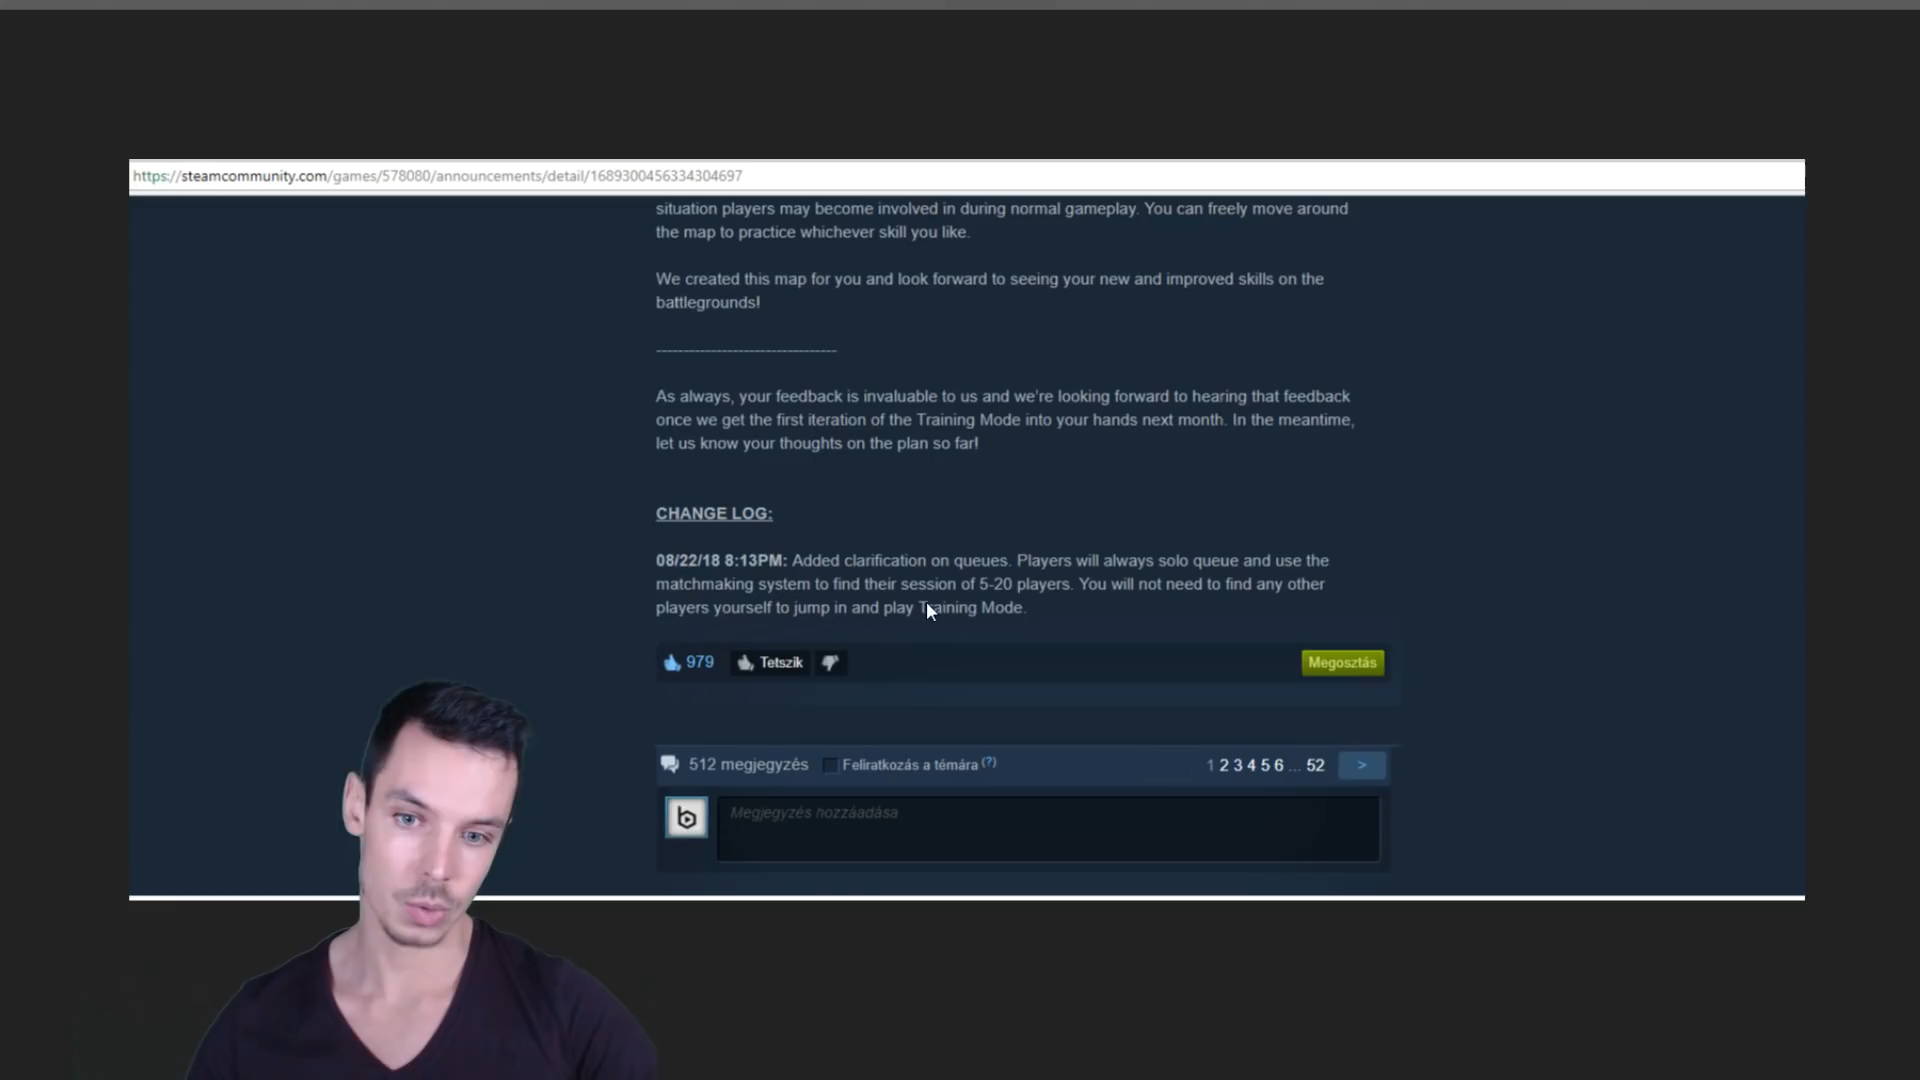 https://steamcommunity.com/games/578080/announcements/detail/1689300456334304697
situation players may become involved in during normal gameplay. You can freely move around
the map to practice whichever skill you like.
We created this map for you and look forward to seeing your new and improved skills on the
battlegrounds!
--------------------------------
As always, your feedback is invaluable to us and we're looking forward to hearing that feedback
once we get the first iteration of the Training Mode into your hands next month. In the meantime,
let us know your thoughts on the plan so far!
CHANGE LOG:
08/22/18 8:13PM: Added clarification on queues. Players will always solo queue and use the
matchmaking system to find their session of 5-20 players. You will not need to find any other
players yourself to jump in and play Training Mode.
979 Tetszik Megosztás
512 megjegyzés Feliratkozás a témára (?) 1 2 3 4 5 6 ... 52 >
Megjegyzés hozzáadása